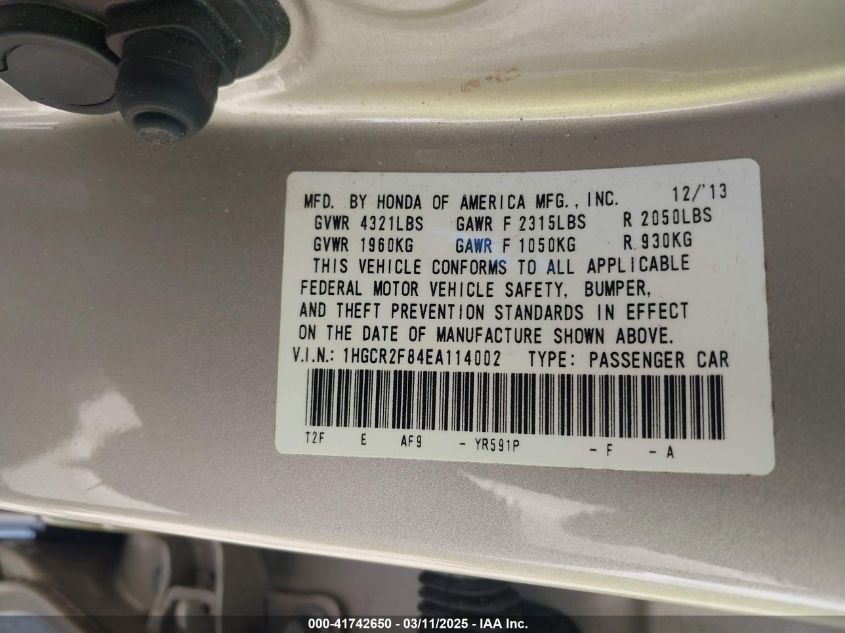 MFD. BY HONDA OF AMERICA MFG., INC. 12/'13
GVWR 4321LBS GAWR F 2315LBS R 2050LBS
GVWR 1960KG GAWR F 1050KG R 930KG
THIS VEHICLE CONFORMS TO ALL APPLICABLE
FEDERAL MOTOR VEHICLE SAFETY, BUMPER,
AND THEFT PREVENTION STANDARDS IN EFFECT
ON THE DATE OF MANUFACTURE SHOWN ABOVE.
V.I.N.: 1HGCR2F84EA114002 TYPE: PASSENGER CAR
T2F E AF9 - YR591P - F - A
000-41742650 - 03/11/2025 - IAA Inc.